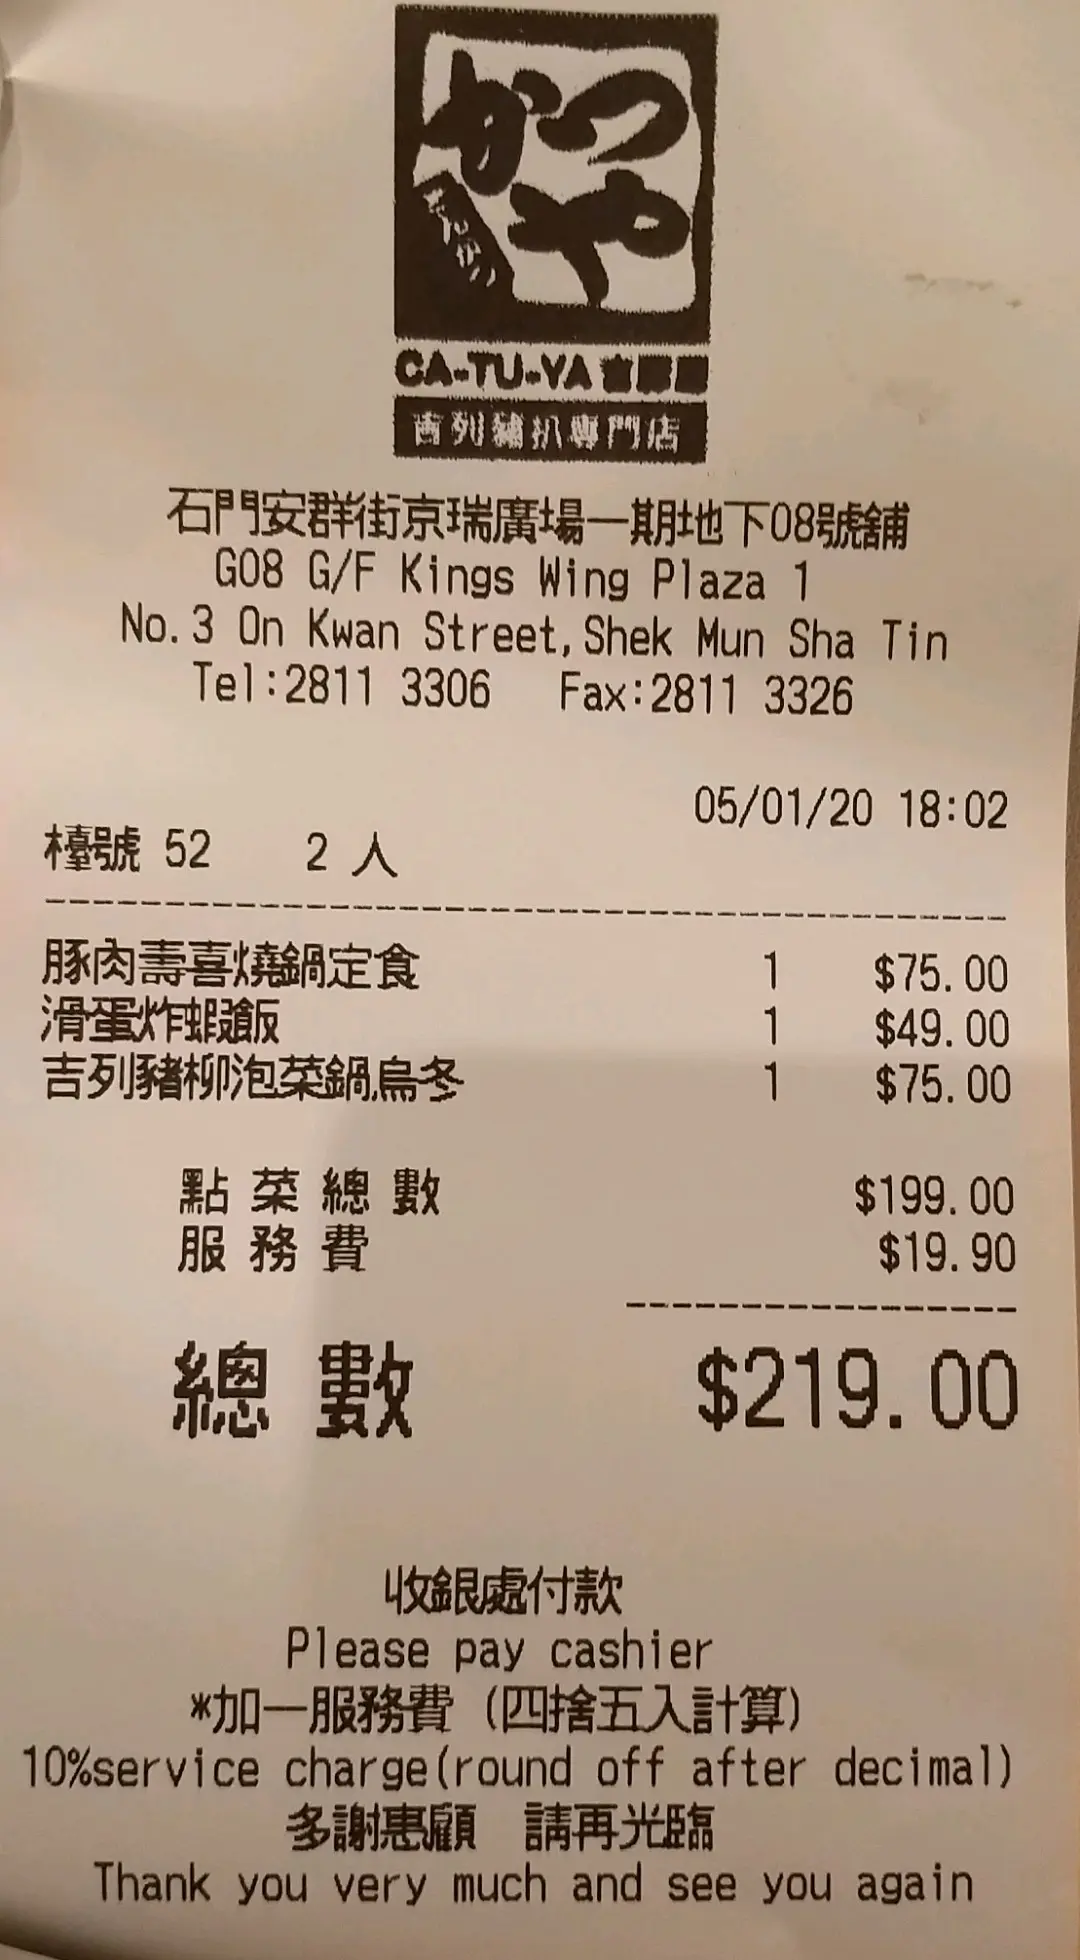 かつや
CA-TU-YA 吉豚屋
吉列豬扒專門店
石門安群街京瑞廣場一期地下08號舖
G08 G/F Kings Wing Plaza 1
No.3 On Kwan Street,Shek Mun Sha Tin
Tel:2811 3306 Fax:2811 3326
05/01/20 18:02
檯號 52 2 人
豚肉壽喜燒鍋定食 1 $75.00
滑蛋炸蝦飯 1 $49.00
吉列豬柳泡菜鍋,烏冬 1 $75.00
點菜總數 $199.00
服務費 $19.90
總數 $219.00
收銀處付款
Please pay cashier
*加一服務費 (四捨五入計算)
10%service charge(round off after decimal)
多謝惠顧 請再光臨
Thank you very much and see you again